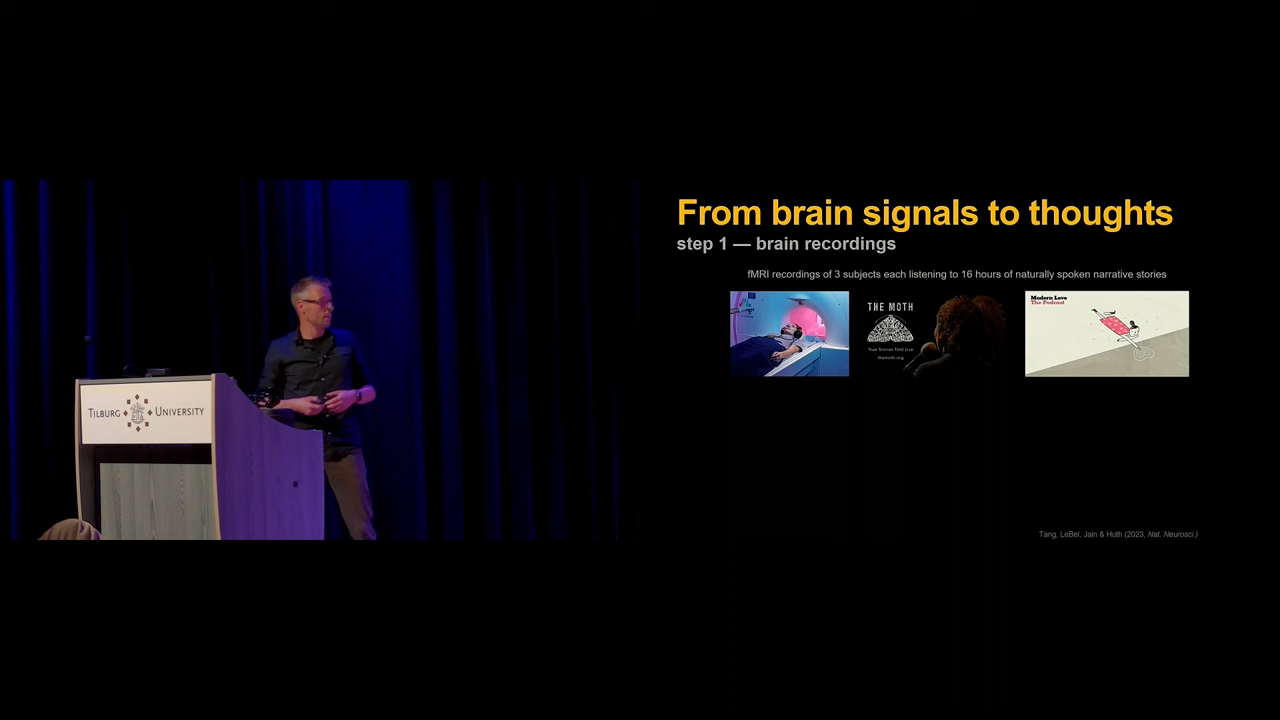 TILBURG UNIVERSITY
From brain signals to thoughts
step 1 — brain recordings
fMRI recordings of 3 subjects each listening to 16 hours of naturally spoken narrative stories
THE MOTH
True Stories Told Live
themoth.org
Modern Love
The Podcast
Tang, LeBel, Jain & Huth (2023, Nat. Neurosci.)